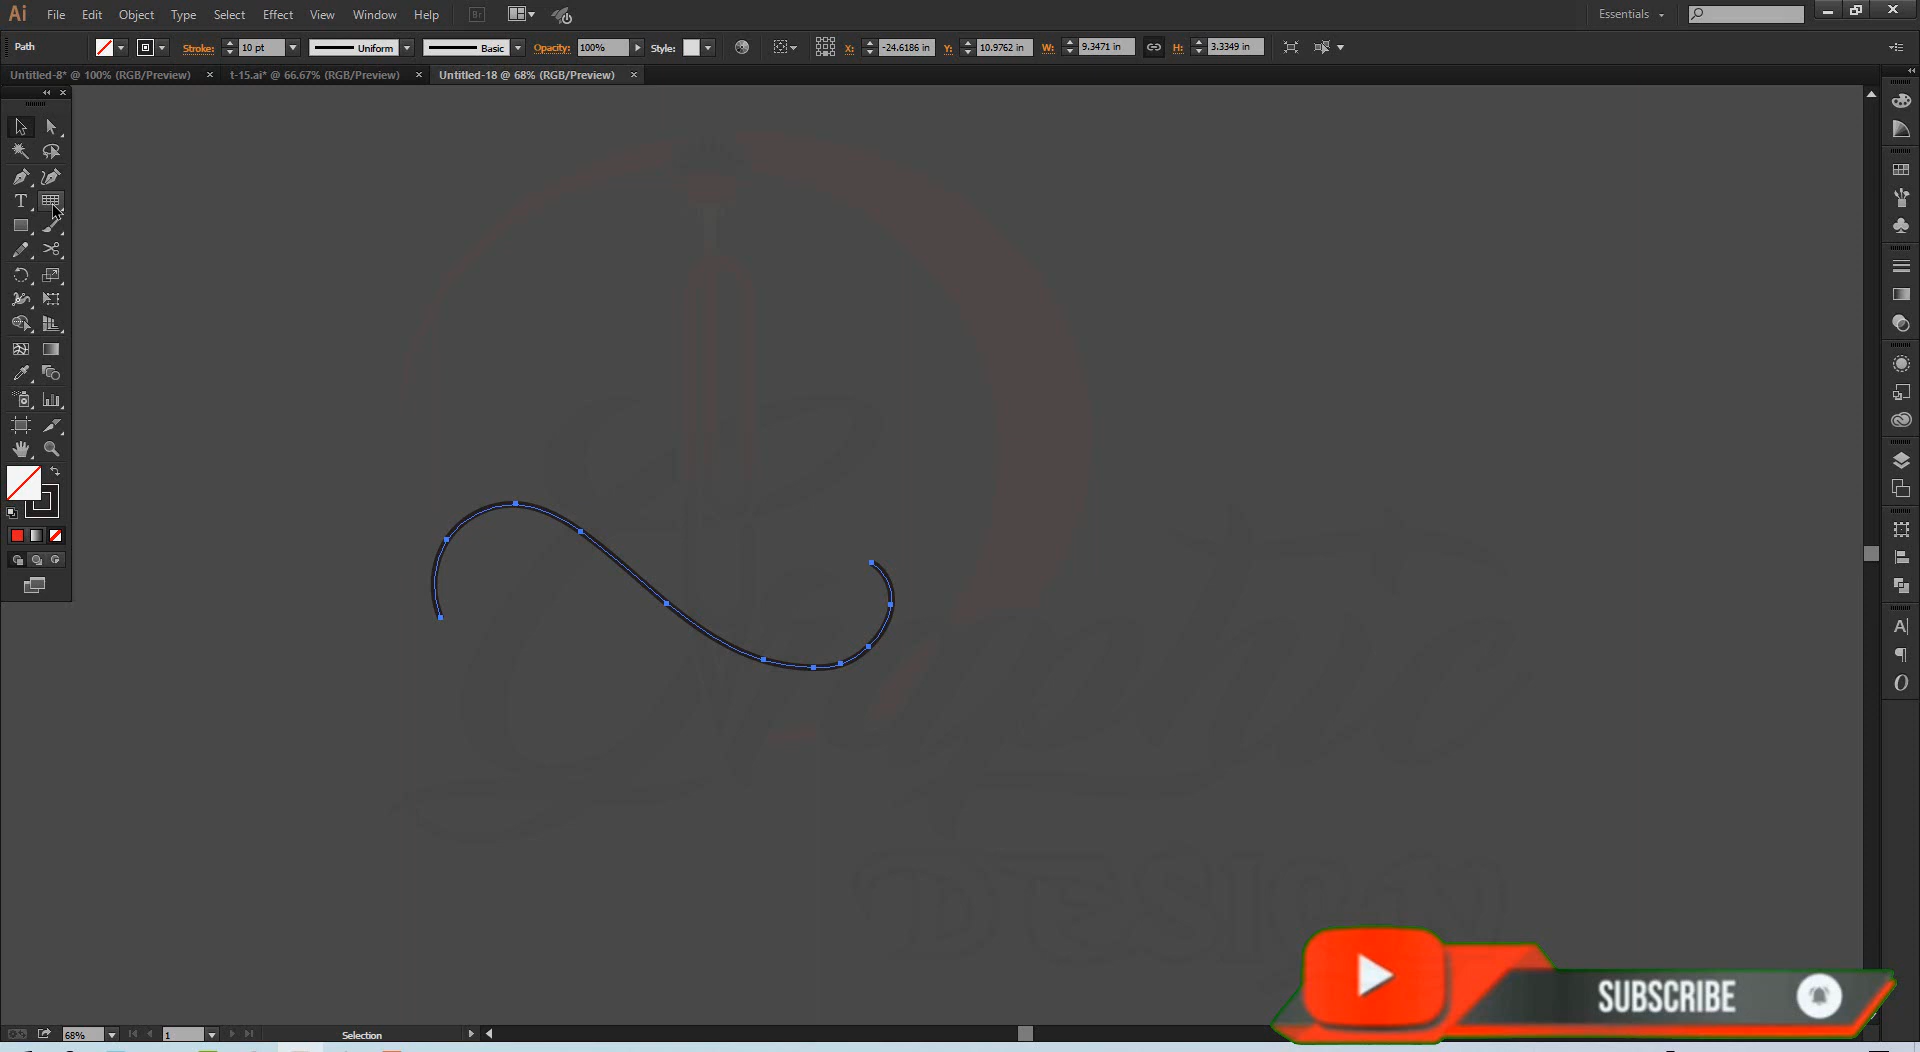 Ai File Edit Object Type Select Effect View Window Help Br Essentials
Path Stroke: 10 pt Uniform Basic Opacity: 100% Style: X: -24.6186 in Y: 10.9762 in W: 9.3471 in H: 3.3349 in
Untitled-8* @ 100% (RGB/Preview) × t-15.ai* @ 66.67% (RGB/Preview) × Untitled-18 @ 68% (RGB/Preview) ×
T
A
O
DESIGN
SUBSCRIBE
68% 1 Selection